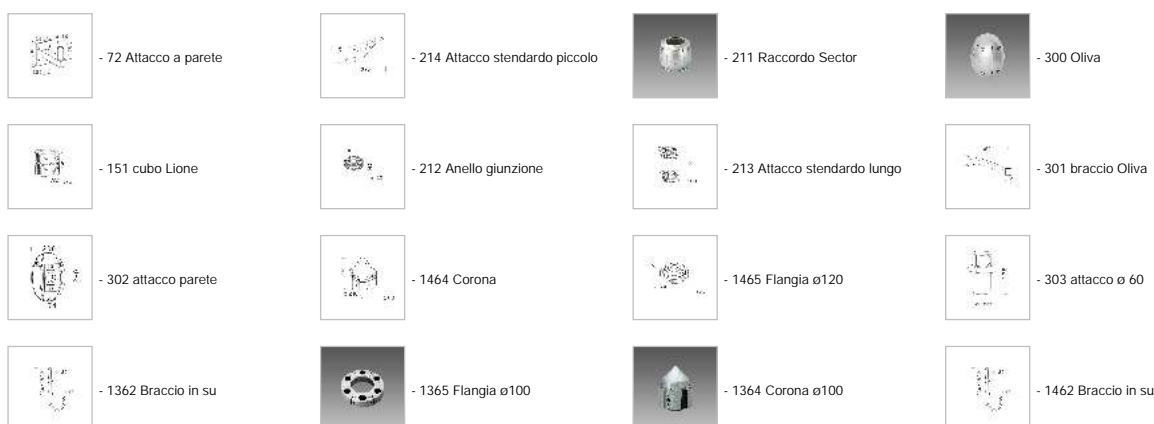 - 72 Attacco a parete
- 214 Attacco stendardo piccolo
- 211 Raccordo Sector
- 300 Oliva
- 151 cubo Lione
- 212 Anello giunzione
- 213 Attacco stendardo lungo
- 301 braccio Oliva
- 302 attacco parete
- 1464 Corona
- 1465 Flangia ø120
- 303 attacco ø 60
- 1362 Braccio in su
- 1365 Flangia ø100
- 1364 Corona ø100
- 1462 Braccio in su